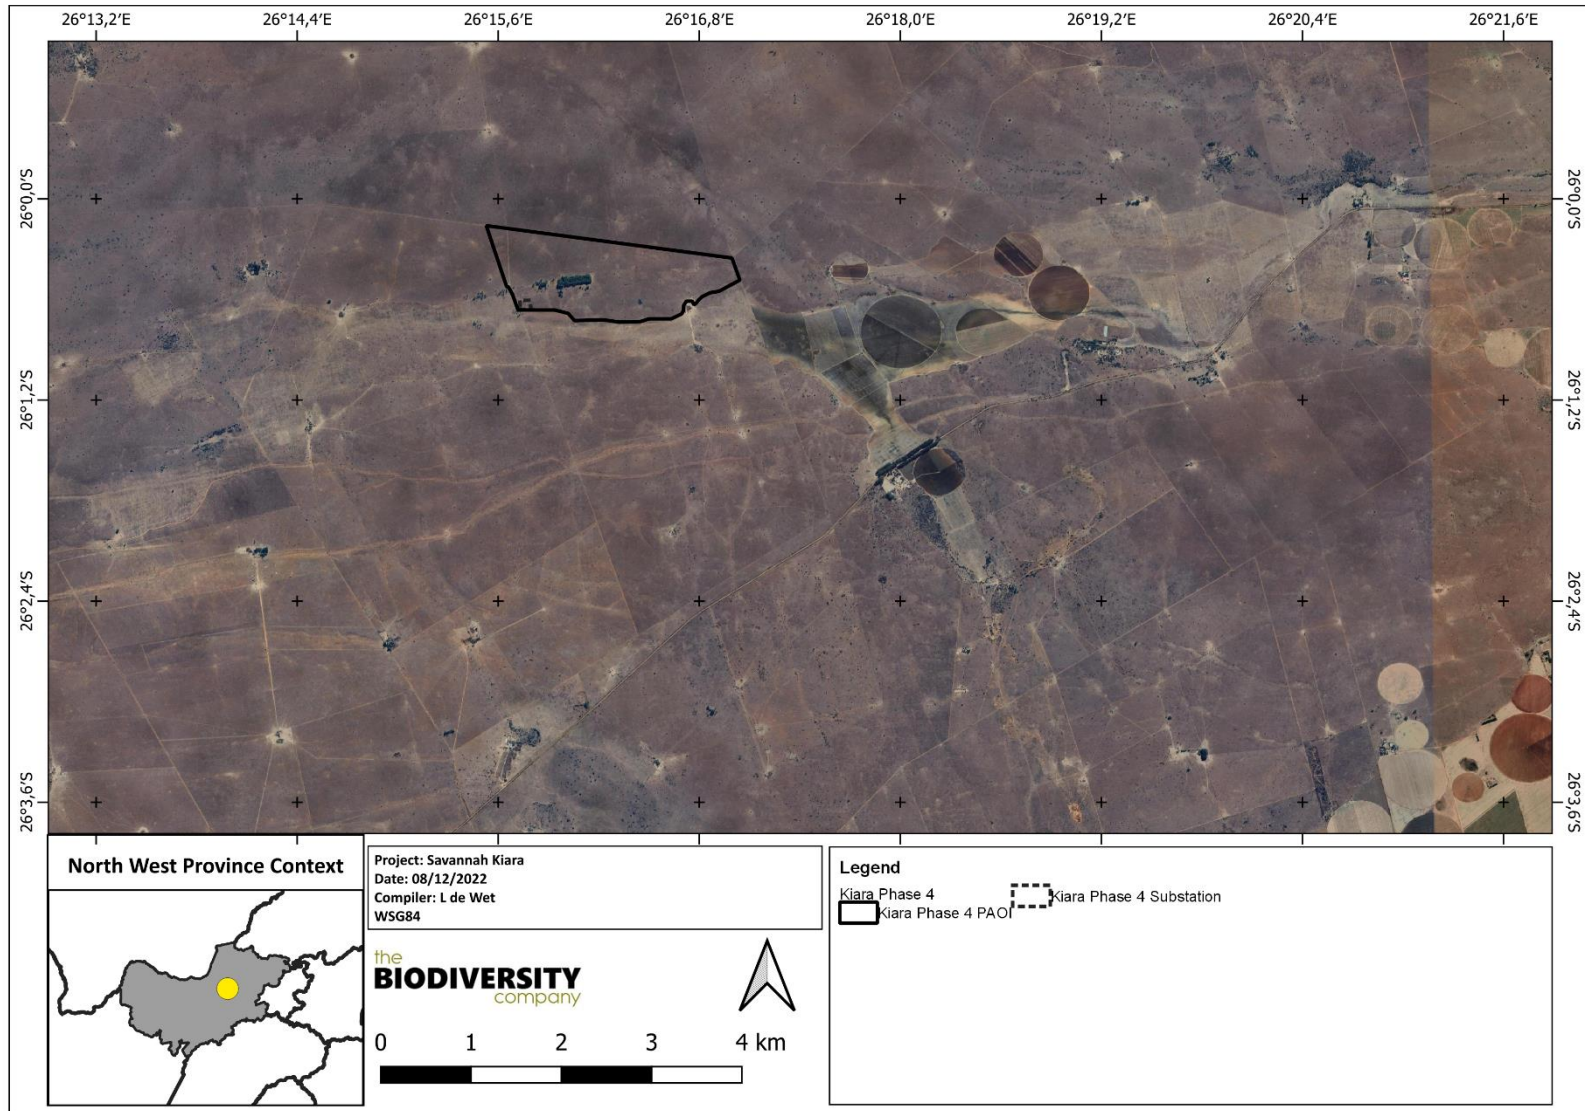 26°13,2'E 26°14,4'E 26°15,6'E 26°16,8'E 26°18,0'E 26°19,2'E 26°20,4'E 26°21,6'E
26°0,0'S 26°0,0'S
26°1,2'S 26°1,2'S
26°2,4'S 26°2,4'S
26°3,6'S 26°3,6'S
North West Province Context
Project: Savannah Kiara
Date: 08/12/2022
Compiler: L de Wet
WSG84
the
BIODIVERSITY
company
0 1 2 3 4 km
Legend
Kiara Phase 4
Kiara Phase 4 PAOI
Kiara Phase 4 Substation